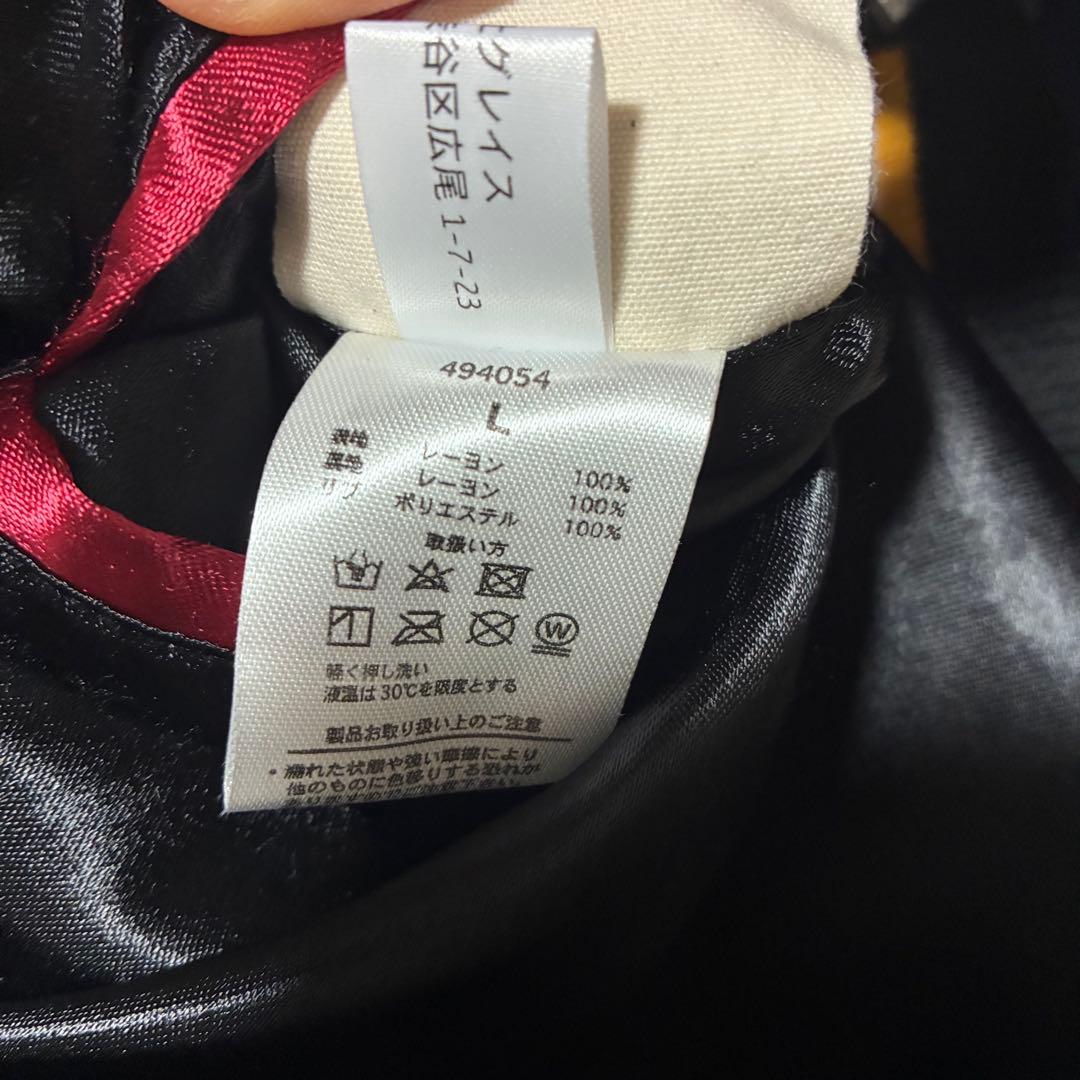 グレイス
谷区広尾 1-7-23
494054
L
表地 レーヨン 100%
裏地 レーヨン 100%
リブ ポリエステル 100%
取扱い方
W
軽く押し洗い
液温は30℃を限度とする
製品お取り扱い上のご注意
・濡れた状態や強い摩擦により
他のものに色移りする恐れが